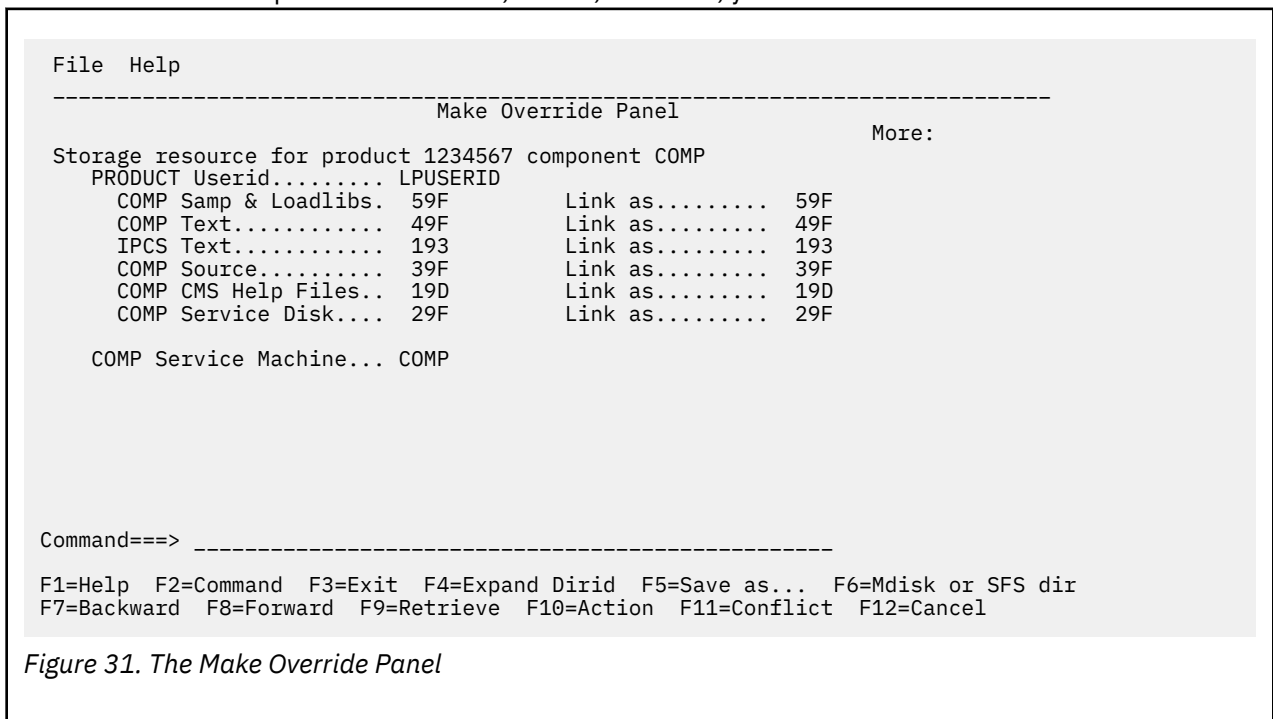 File  Help
______________________________________________________________________________
Make Override Panel
More:
Storage resource for product 1234567 component COMP
PRODUCT Userid......... LPUSERID
COMP Samp & Loadlibs.  59F         Link as.........  59F
COMP Text............  49F         Link as.........  49F
IPCS Text............  193         Link as.........  193
COMP Source..........  39F         Link as.........  39F
COMP CMS Help Files..  19D         Link as.........  19D
COMP Service Disk....  29F         Link as.........  29F
COMP Service Machine... COMP
Command===> __________________________________________________
F1=Help  F2=Command  F3=Exit  F4=Expand Dirid  F5=Save as...  F6=Mdisk or SFS dir
F7=Backward  F8=Forward  F9=Retrieve  F10=Action  F11=Conflict  F12=Cancel
Figure 31. The Make Override Panel